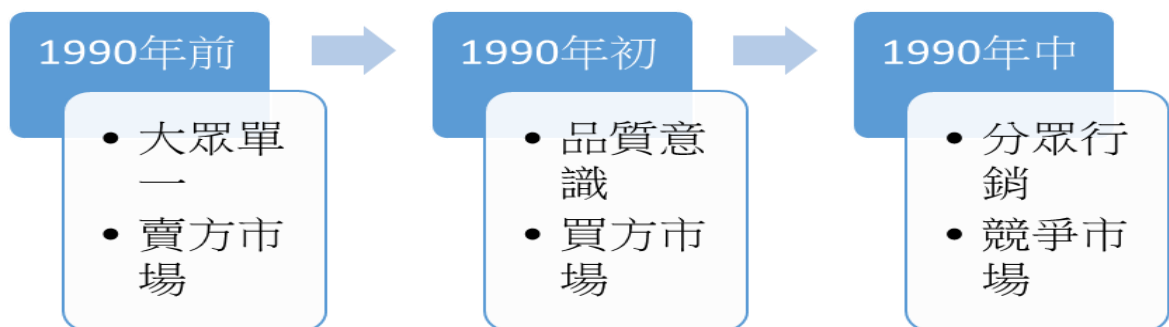 1990年前
• 大眾單
一
• 賣方市
場
1990年初
• 品質意
識
• 買方市
場
1990年中
• 分眾行
銷
• 競爭市
場